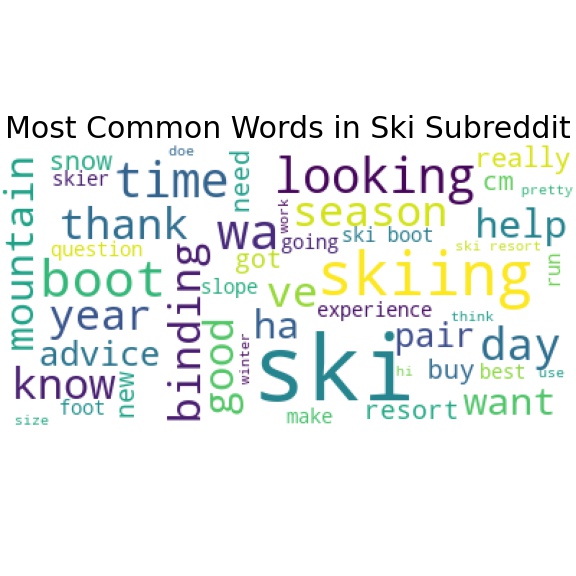 Most Common Words in Ski Subreddit
mountain
snow
skier
doe
time
need
looking
work
really
cm
pretty
thank
wa
season
going
ski boot
help
question
boot
binding
got
slope
ve
skiing
ski resort
run
year
advice
good
ha
winter
experience
ski
pair
think
day
know
foot
new
size
make
hi
buy
best
use
resort
want